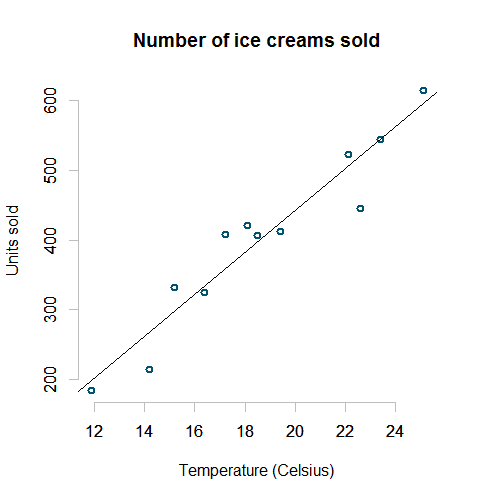 Number of ice creams sold
Units sold
600
500
400
300
200
12 14 16 18 20 22 24
Temperature (Celsius)